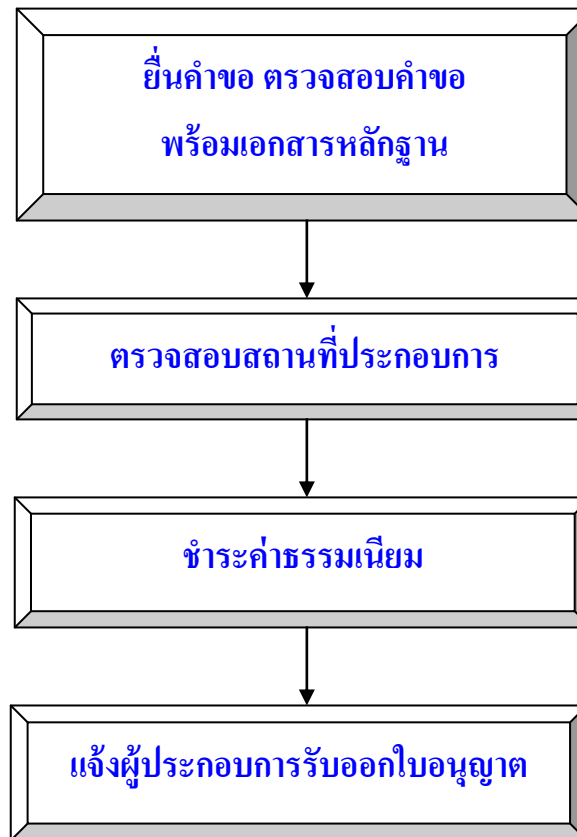 ยื่นคำขอ ตรวจสอบคำขอ
พร้อมเอกสารหลักฐาน
ตรวจสอบสถานที่ประกอบการ
ชำระค่าธรรมเนียม
แจ้งผู้ประกอบการรับออกใบอนุญาต